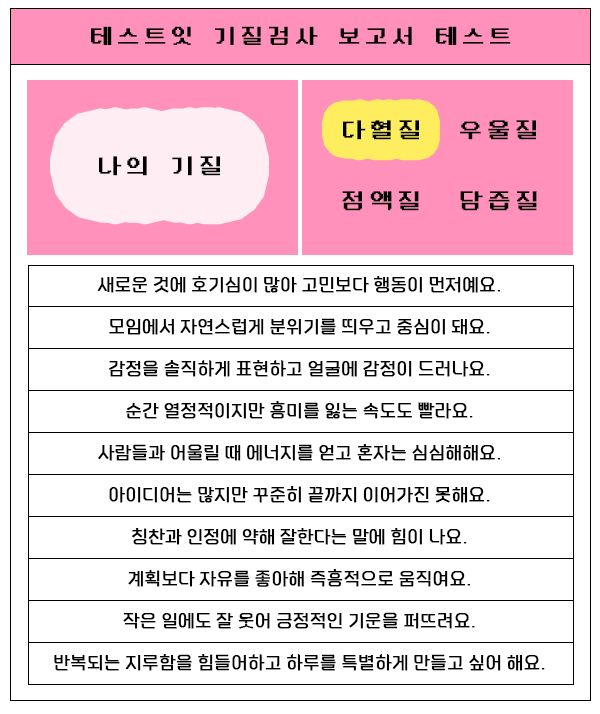 테스트잇 기질검사 보고서 테스트
나의 기질
다혈질 우울질
점액질 담즙질
새로운 것에 호기심이 많아 고민보다 행동이 먼저예요.
모임에서 자연스럽게 분위기를 띄우고 중심이 돼요.
감정을 솔직하게 표현하고 얼굴에 감정이 드러나요.
순간 열정적이지만 흥미를 잃는 속도도 빨라요.
사람들과 어울릴 때 에너지를 얻고 혼자는 심심해해요.
아이디어는 많지만 꾸준히 끝까지 이어가진 못해요.
칭찬과 인정에 약해 잘한다는 말에 힘이 나요.
계획보다 자유를 좋아해 즉흥적으로 움직여요.
작은 일에도 잘 웃어 긍정적인 기운을 퍼뜨려요.
반복되는 지루함을 힘들어하고 하루를 특별하게 만들고 싶어 해요.